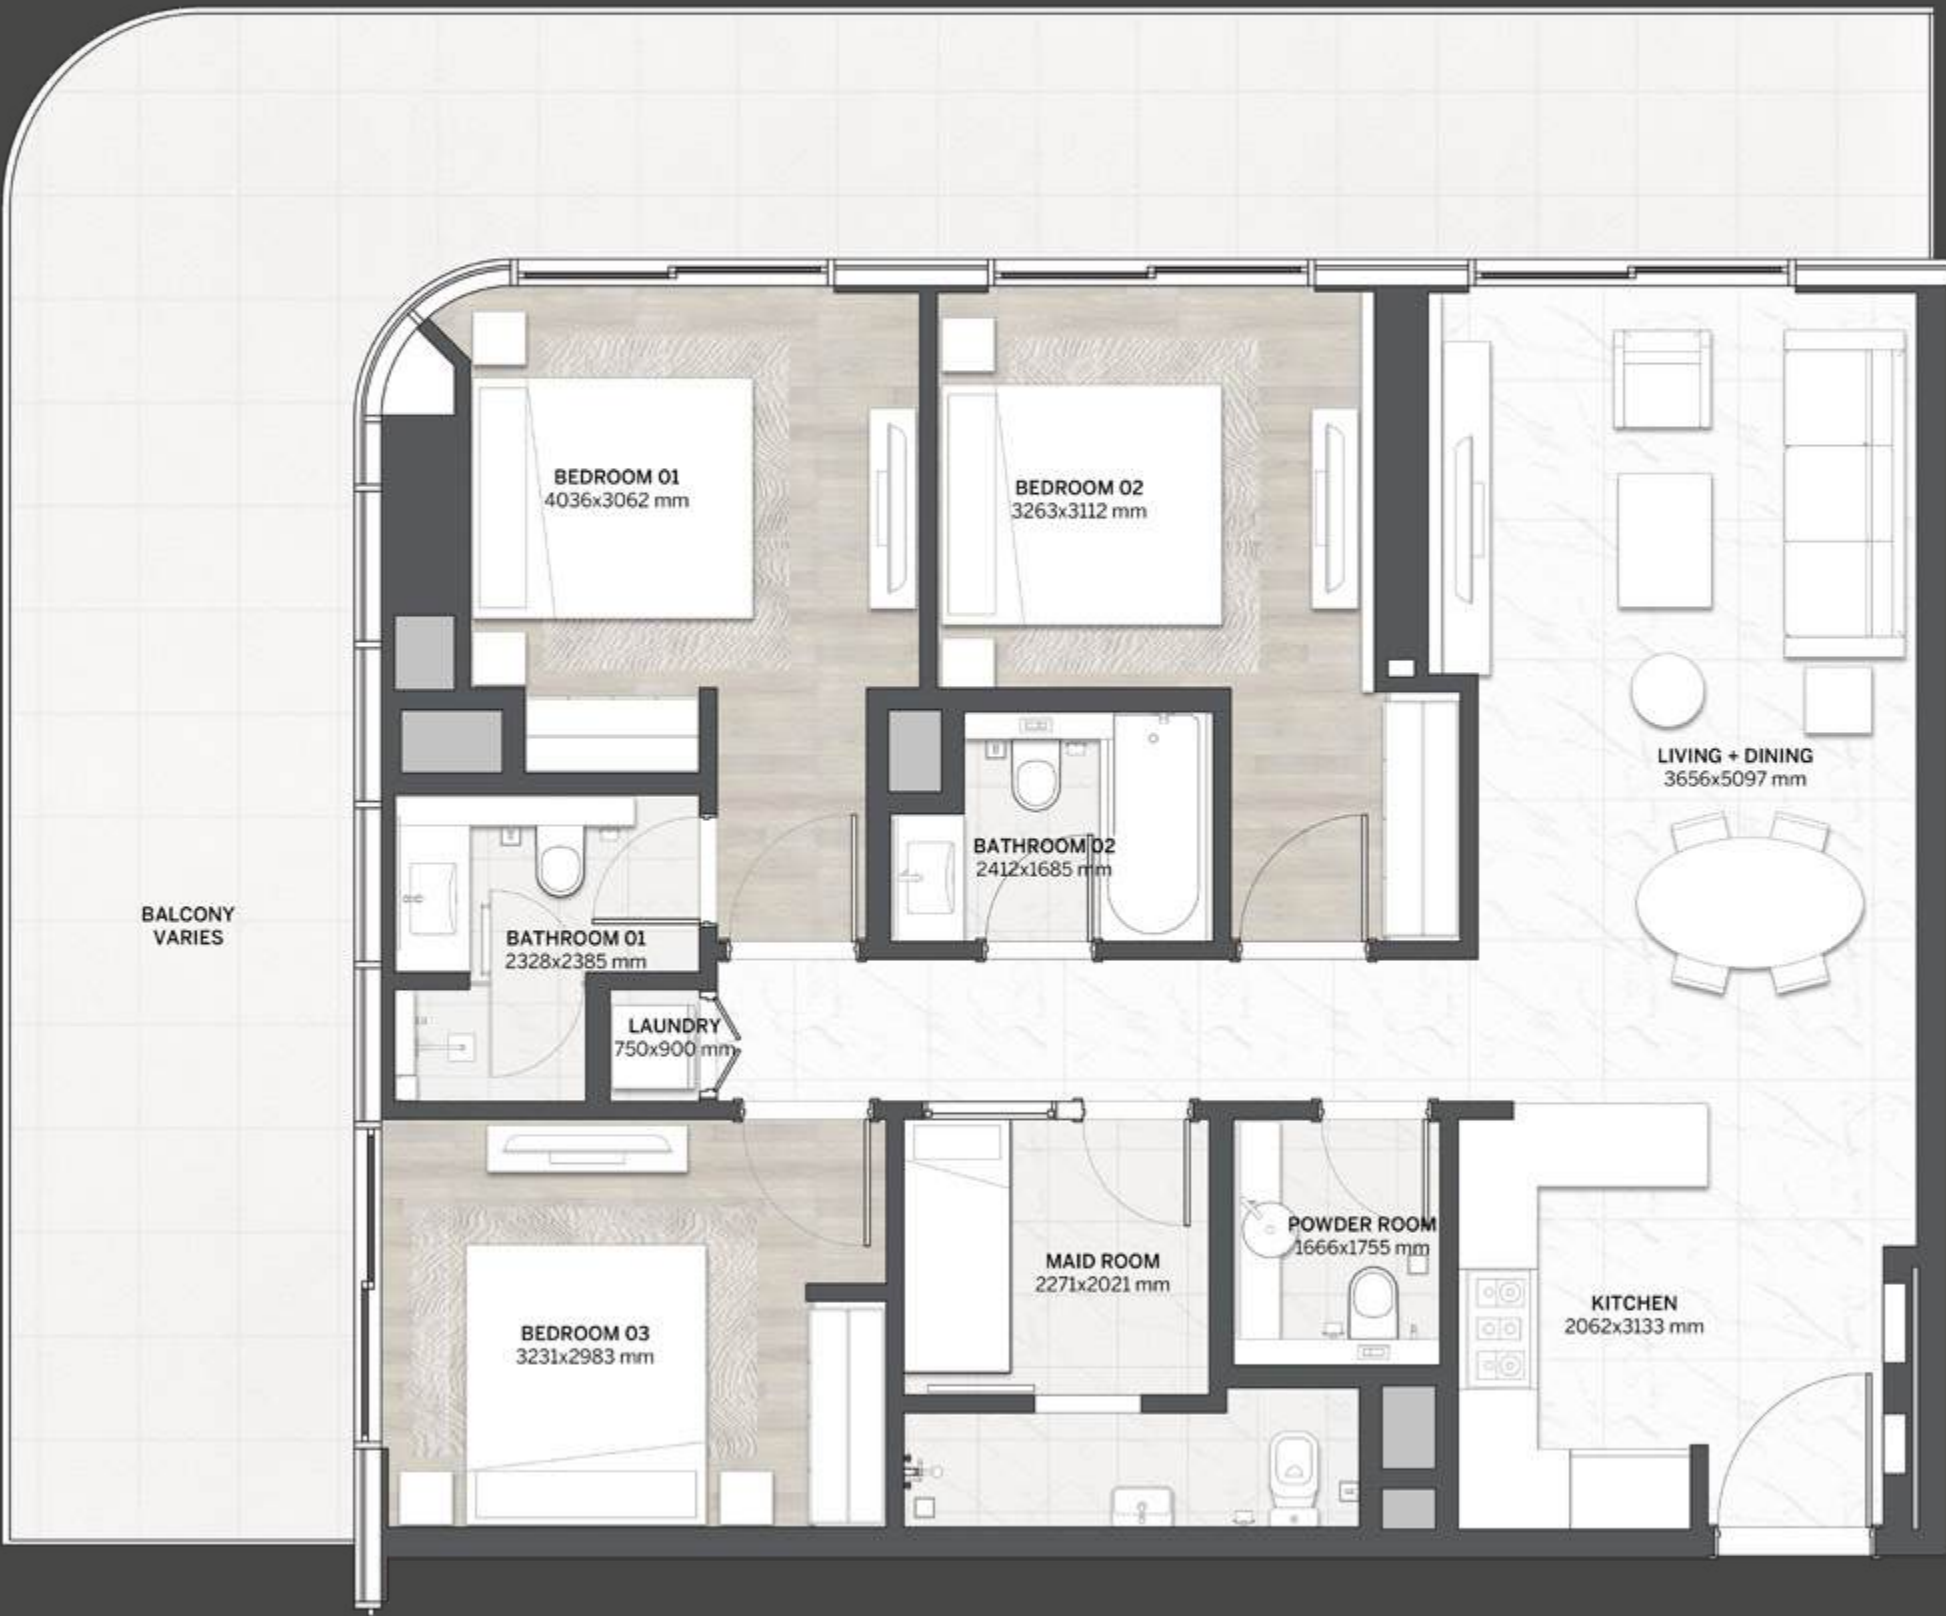 BEDROOM 01
4036x3062 mm
BEDROOM 02
3263x3112 mm
LIVING + DINING
3656x5097 mm
BATHROOM 02
2412x1685 mm
BALCONY
VARIES
BATHROOM 01
2328x2385 mm
LAUNDRY
750x900 mm
POWDER ROOM
1666x1755 mm
MAID ROOM
2271x2021 mm
KITCHEN
2062x3133 mm
BEDROOM 03
3231x2983 mm